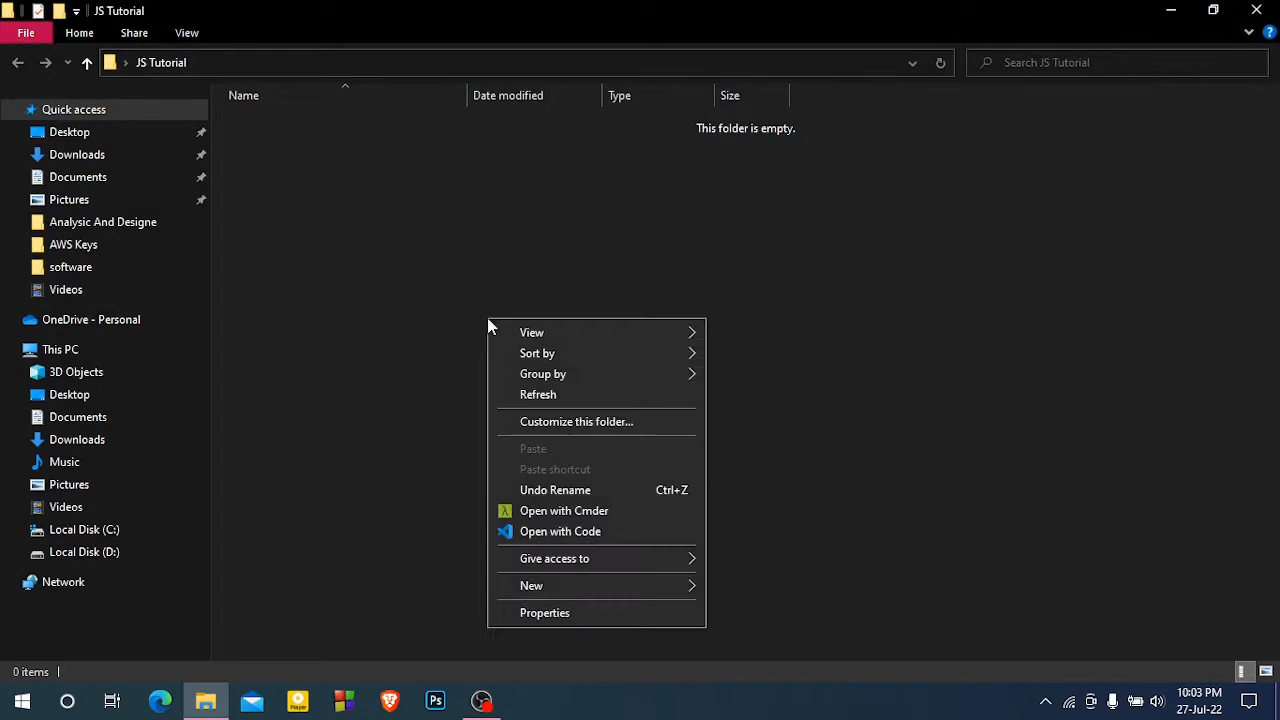 JS Tutorial
File Home Share View
JS Tutorial
Search JS Tutorial
Name Date modified Type Size
This folder is empty.
Quick access
Desktop
Downloads
Documents
Pictures
Analysic And Designe
AWS Keys
software
Videos
OneDrive - Personal
This PC
3D Objects
Desktop
Documents
Downloads
Music
Pictures
Videos
Local Disk (C:)
Local Disk (D:)
Network
View
Sort by
Group by
Refresh
Customize this folder...
Paste
Paste shortcut
Undo Rename Ctrl+Z
Open with Cmder
Open with Code
Give access to
New
Properties
0 items
Player
Ps
10:03 PM
27-Jul-22